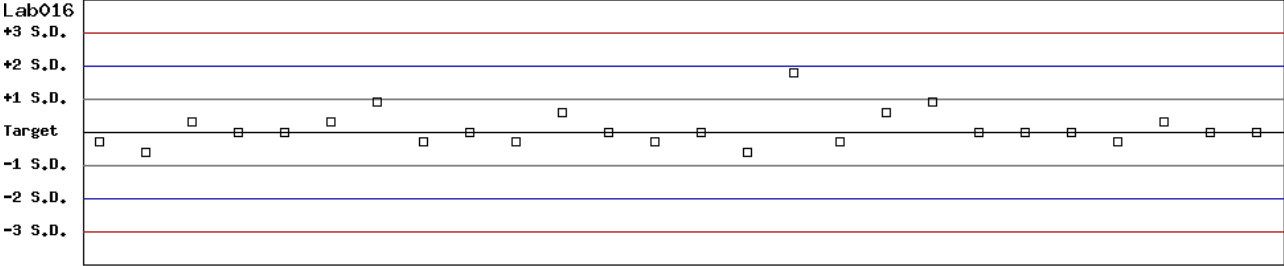 Lab016
+3 S.D.
+2 S.D.
+1 S.D.
Target
-1 S.D.
-2 S.D.
-3 S.D.